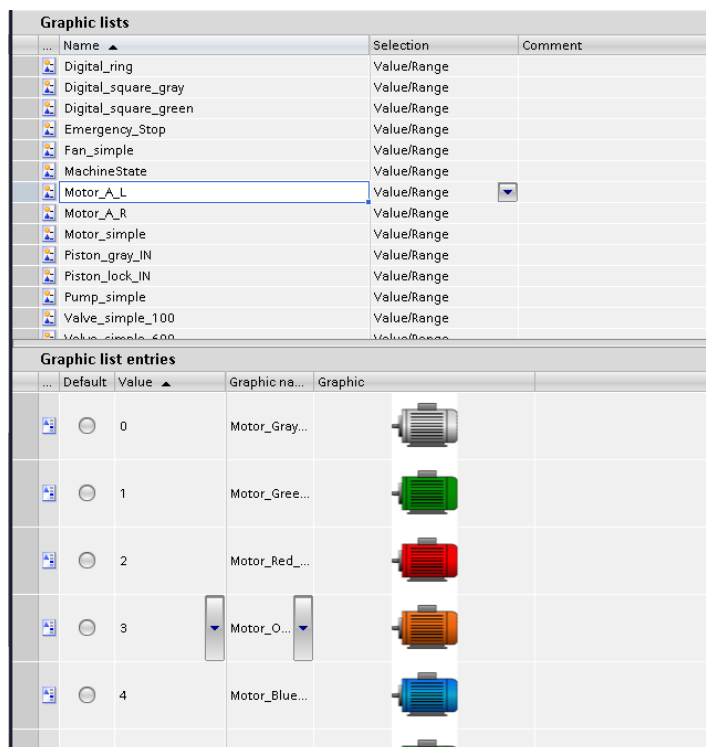 Graphic lists
... Name Selection Comment
Digital_ring Value/Range
Digital_square_gray Value/Range
Digital_square_green Value/Range
Emergency_Stop Value/Range
Fan_simple Value/Range
MachineState Value/Range
Motor_A_L Value/Range
Motor_A_R Value/Range
Motor_simple Value/Range
Piston_gray_IN Value/Range
Piston_lock_IN Value/Range
Pump_simple Value/Range
Valve_simple_100 Value/Range
Valve_simple_600 Value/Range
Graphic list entries
... Default Value Graphic na... Graphic
0 Motor_Gray...
1 Motor_Gree...
2 Motor_Red_...
3 Motor_O...
4 Motor_Blue...